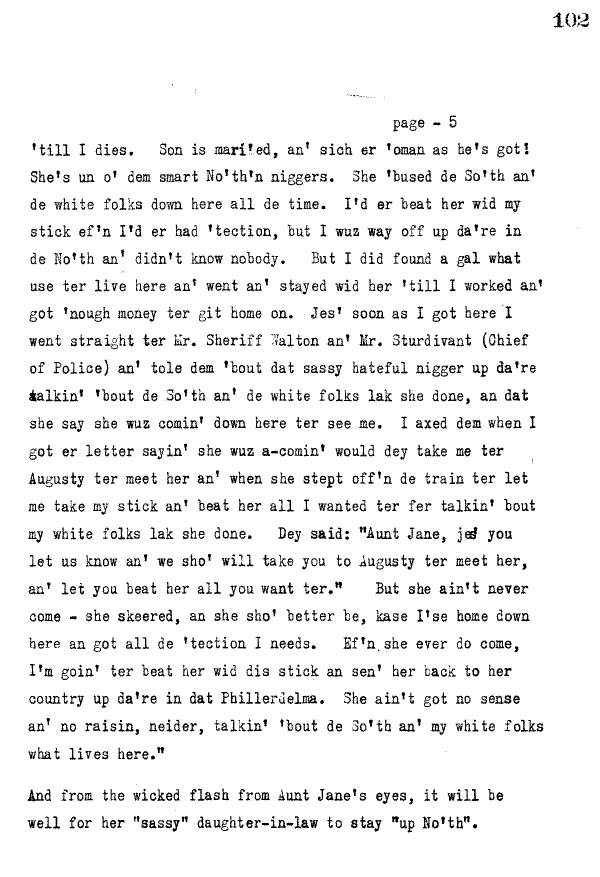 102
page - 5
'till I dies. Son is mari'ed, an' sich er 'oman as he's got!
She's un o' dem smart No'th'n niggers. She 'bused de So'th an'
de white folks down here all de time. I'd er beat her wid my
stick ef'n I'd er had 'tection, but I wuz way off up da're in
de No'th an' didn't know nobody. But I did found a gal what
use ter live here an' went an' stayed wid her 'till I worked an'
got 'nough money ter git home on. Jes' soon as I got here I
went straight ter Mr. Sheriff Walton an' Mr. Sturdivant (Chief
of Police) an' tole dem 'bout dat sassy hateful nigger up da're
talkin' 'bout de So'th an' de white folks lak she done, an dat
she say she wuz comin' down here ter see me. I axed dem when I
got er letter sayin' she wuz a-comin' would dey take me ter
Augusty ter meet her an' when she stept off'n de train ter let
me take my stick an' beat her all I wanted ter fer talkin' bout
my white folks lak she done. Dey said: "Aunt Jane, jes' you
let us know an' we sho' will take you to Augusty ter meet her,
an' let you beat her all you want ter." But she ain't never
come - she skeered, an she sho' better be, kase I'se home down
here an got all de 'tection I needs. Ef'n she ever do come,
I'm goin' ter beat her wid dis stick an sen' her back to her
country up da're in dat Phillerdelma. She ain't got no sense
an' no raisin, neider, talkin' 'bout de So'th an' my white folks
what lives here."
And from the wicked flash from Aunt Jane's eyes, it will be
well for her "sassy" daughter-in-law to stay "up No'th".